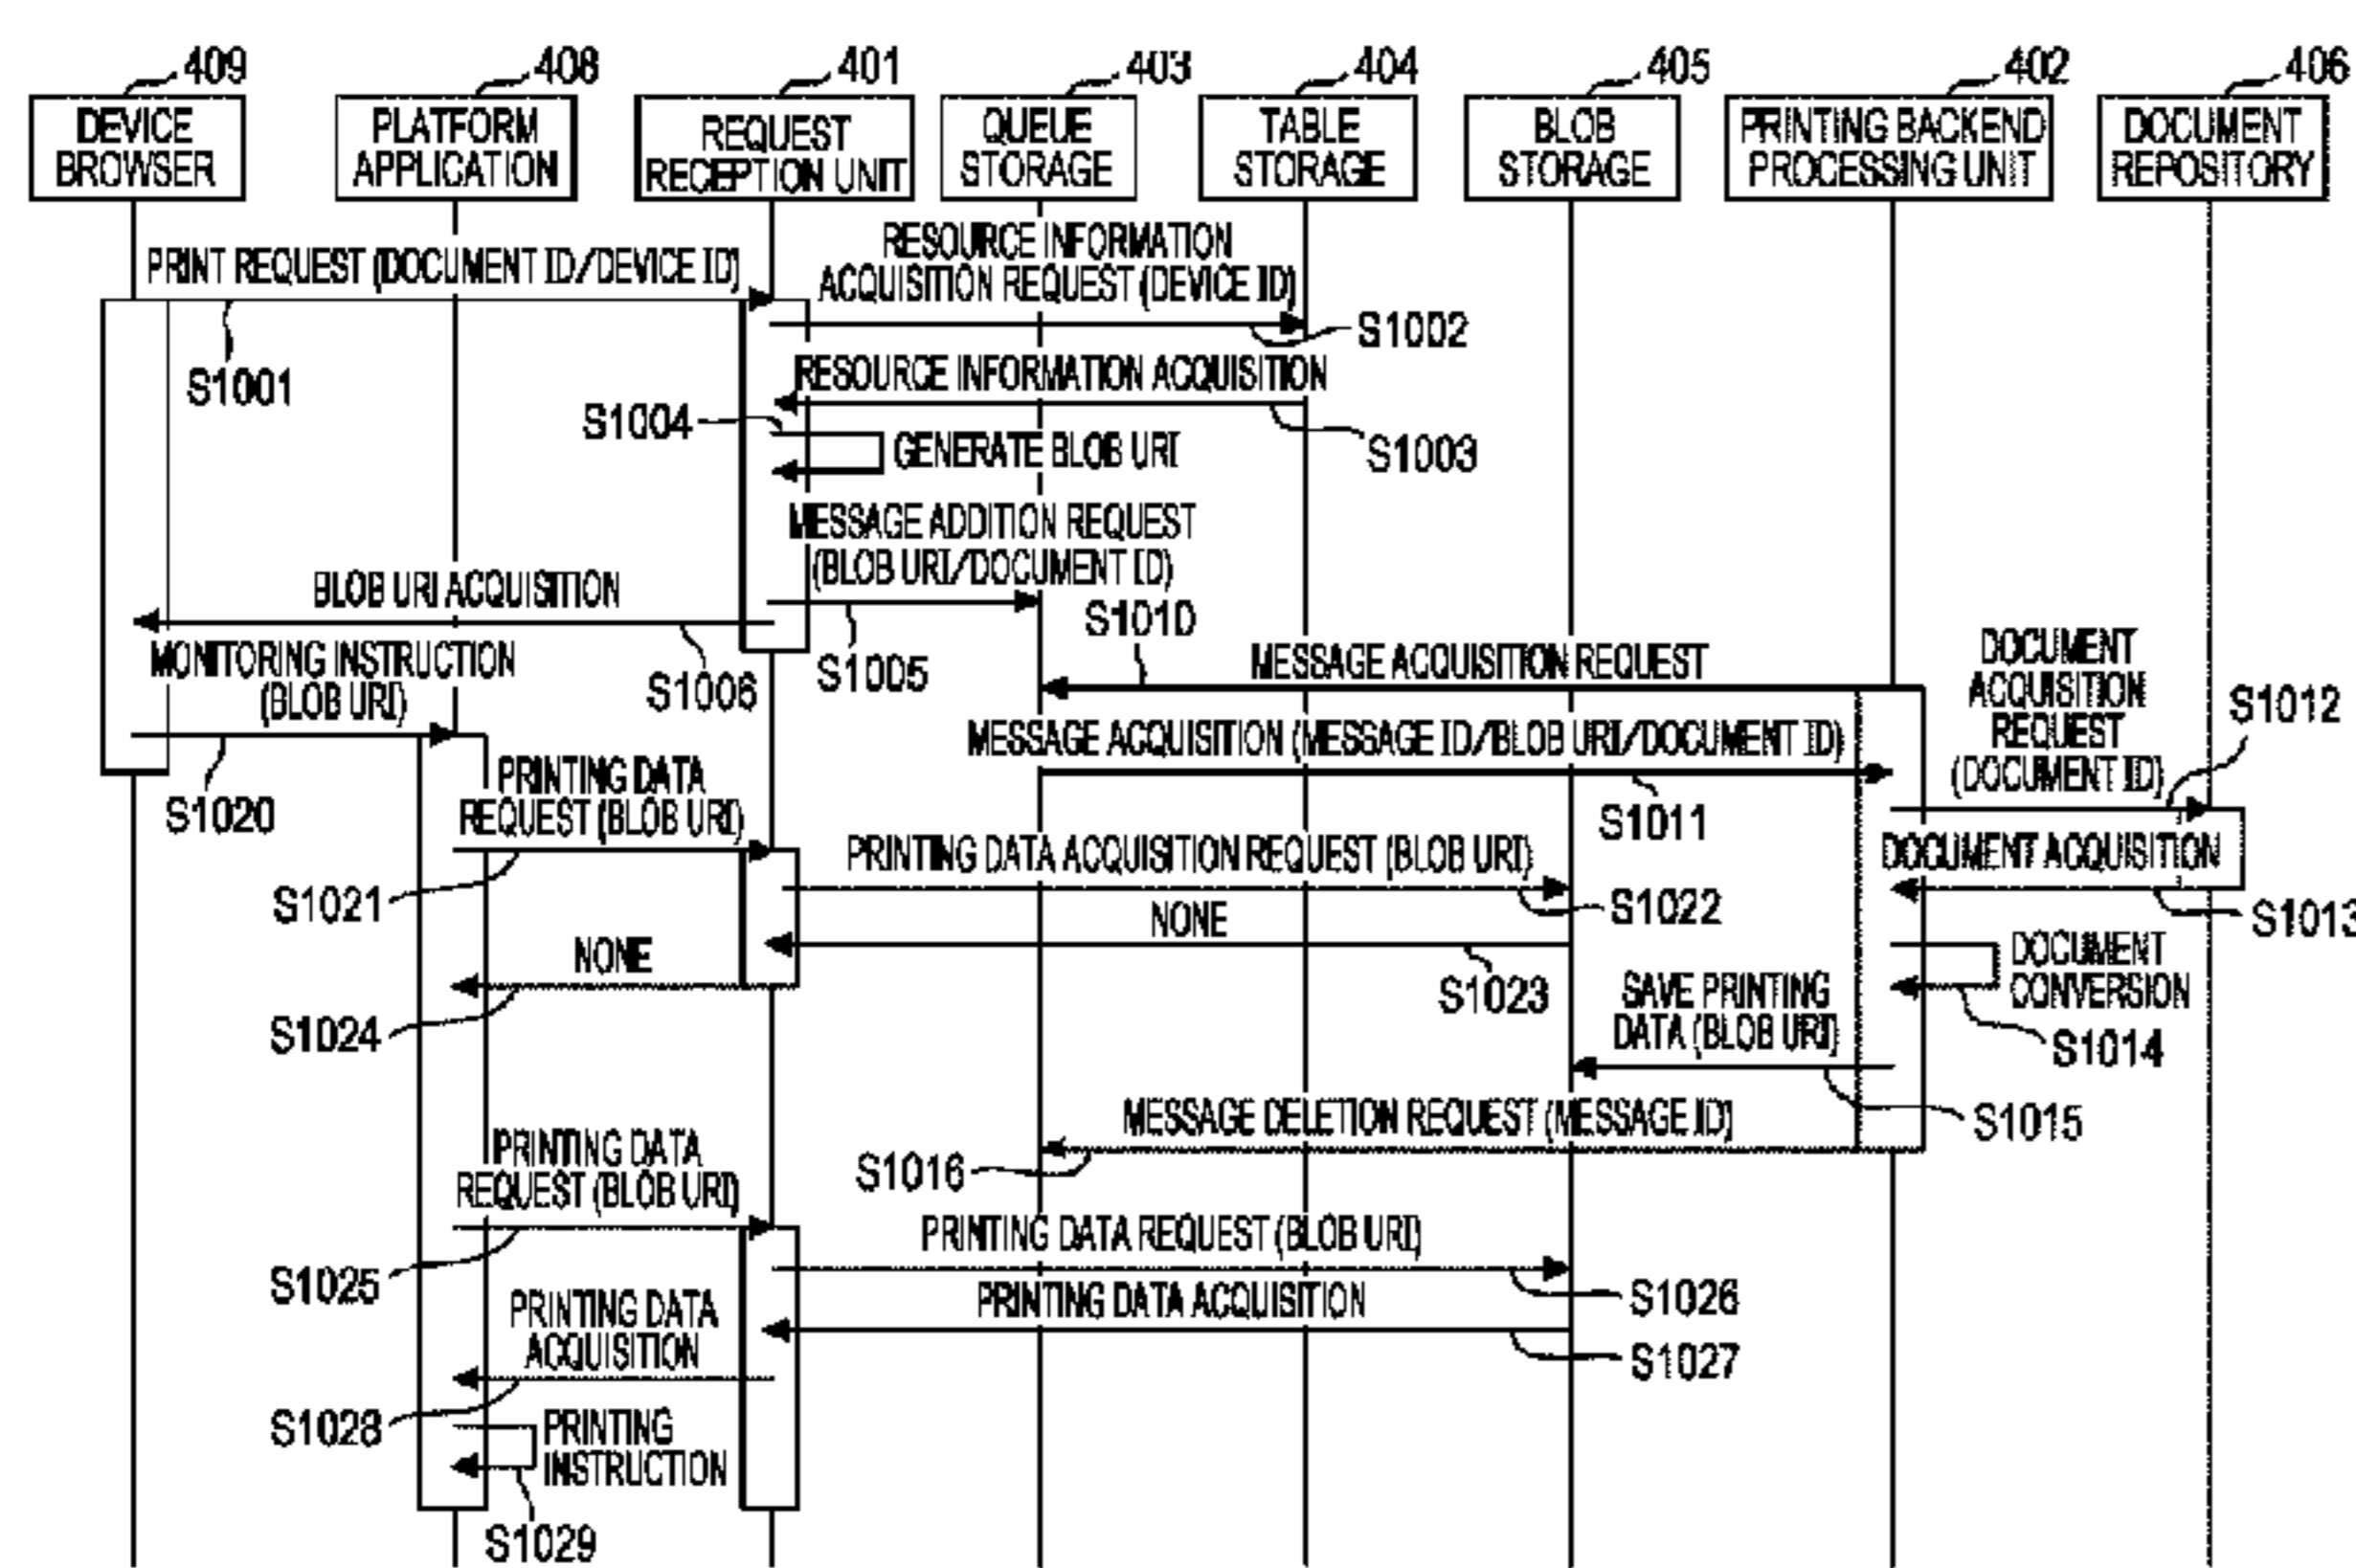 409
408
401
403
404
405
402
406
DEVICE
BROWSER
PLATFORM
APPLICATION
REQUEST
RECEPTION UNIT
QUEUE
STORAGE
TABLE
STORAGE
BLOB
STORAGE
PRINTING BACKEND
PROCESSING UNIT
DOCUMENT
REPOSITORY
PRINT REQUEST (DOCUMENT ID/DEVICE ID)
S1001
RESOURCE INFORMATION
ACQUISITION REQUEST (DEVICE ID)
S1002
RESOURCE INFORMATION ACQUISITION
S1003
S1004
GENERATE BLOB URI
MESSAGE ADDITION REQUEST
(BLOB URI/DOCUMENT ID)
S1005
BLOB URI ACQUISITION
S1006
S1010
MESSAGE ACQUISITION REQUEST
MONITORING INSTRUCTION
(BLOB URI)
S1020
MESSAGE ACQUISITION (MESSAGE ID/BLOB URI/DOCUMENT ID)
S1011
DOCUMENT
ACQUISITION
REQUEST
(DOCUMENT ID)
S1012
PRINTING DATA
REQUEST (BLOB URI)
S1021
PRINTING DATA ACQUISITION REQUEST (BLOB URI)
S1022
DOCUMENT ACQUISITION
S1013
NONE
S1023
NONE
S1024
DOCUMENT
CONVERSION
S1014
SAVE PRINTING
DATA (BLOB URI)
S1015
MESSAGE DELETION REQUEST (MESSAGE ID)
S1016
PRINTING DATA
REQUEST (BLOB URI)
S1025
PRINTING DATA REQUEST (BLOB URI)
S1026
PRINTING DATA ACQUISITION
S1027
PRINTING DATA
ACQUISITION
S1028
PRINTING
INSTRUCTION
S1029